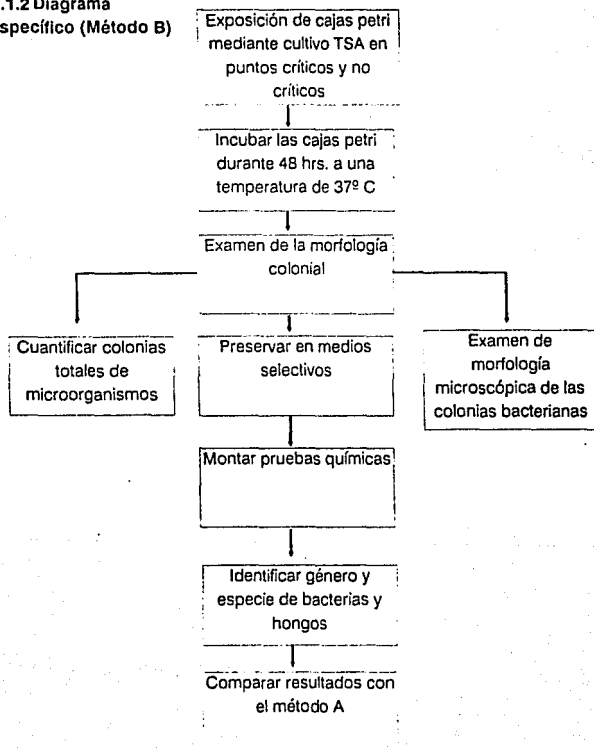 .1.2 Diagrama
specífico (Método B)
Exposición de cajas petri
mediante cultivo TSA en
puntos críticos y no
críticos
Incubar las cajas petri
durante 48 hrs. a una
temperatura de 37º C
Examen de la morfología
colonial
Cuantificar colonias
totales de
microorganismos
Preservar en medios
selectivos
Examen de
morfología
microscópica de las
colonias bacterianas
Montar pruebas químicas
Identificar género y
especie de bacterias y
hongos
Comparar resultados con
el método A